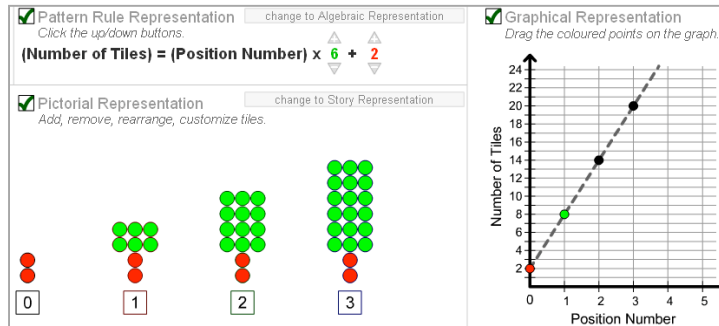 Pattern Rule Representation
change to Algebraic Representation
Click the up/down buttons.
(Number of Tiles) = (Position Number) x 6 + 2
Pictorial Representation
change to Story Representation
Add, remove, rearrange, customize tiles.
0 1 2 3
Graphical Representation
Drag the coloured points on the graph.
Number of Tiles
24
22
20
18
16
14
12
10
8
6
4
2
0 1 2 3 4 5
Position Number